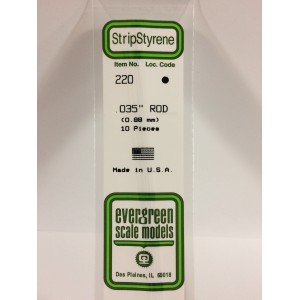 StripStyrene
Item No. Loc. Code
220
.035" ROD
(0.88 mm)
10 Pieces
Made in U.S.A.
evergreen
scale models
Des Plaines, IL 60018